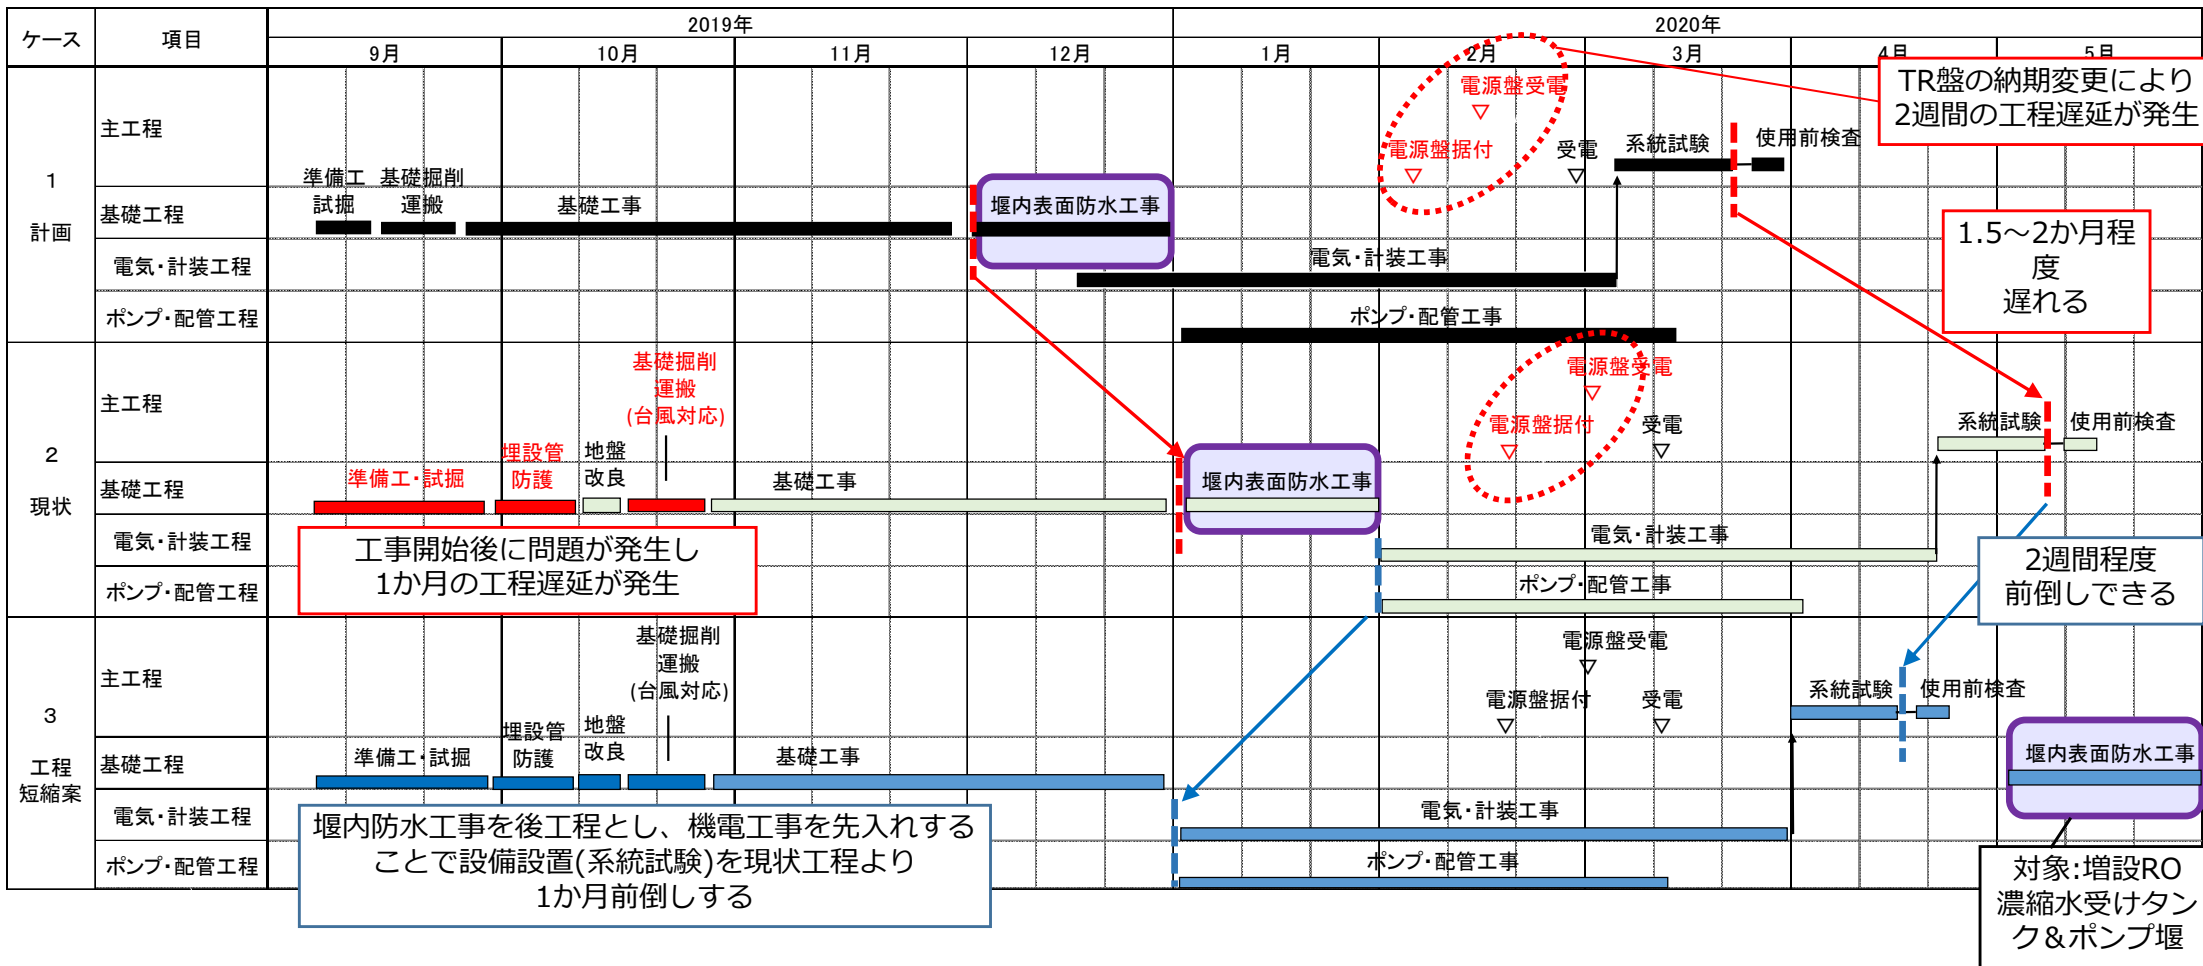 ケース
項目
2019年
2020年
9月
10月
11月
12月
1月
2月
3月
4月
5月
1
計画
主工程
基礎工程
電気・計装工程
ポンプ・配管工程
準備工
試掘
基礎掘削
運搬
基礎工事
堰内表面防水工事
電源盤受電
電源盤据付
受電
系統試験
使用前検査
電気・計装工事
ポンプ・配管工事
TR盤の納期変更により
2週間の工程遅延が発生
1.5～2か月程
度
遅れる
2
現状
主工程
基礎工程
電気・計装工程
ポンプ・配管工程
準備工・試掘
埋設管
防護
地盤
改良
基礎掘削
運搬
(台風対応)
基礎工事
堰内表面防水工事
電源盤受電
電源盤据付
受電
系統試験
使用前検査
電気・計装工事
ポンプ・配管工事
工事開始後に問題が発生し
1か月の工程遅延が発生
2週間程度
前倒しできる
3
工程
短縮案
主工程
基礎工程
電気・計装工程
ポンプ・配管工程
準備工・試掘
埋設管
防護
地盤
改良
基礎掘削
運搬
(台風対応)
基礎工事
電源盤受電
電源盤据付
受電
系統試験
使用前検査
堰内表面防水工事
電気・計装工事
ポンプ・配管工事
堰内防水工事を後工程とし、機電工事を先入れする
ことで設備設置(系統試験)を現状工程より
1か月前倒しする
対象:増設RO
濃縮水受けタン
ク＆ポンプ堰